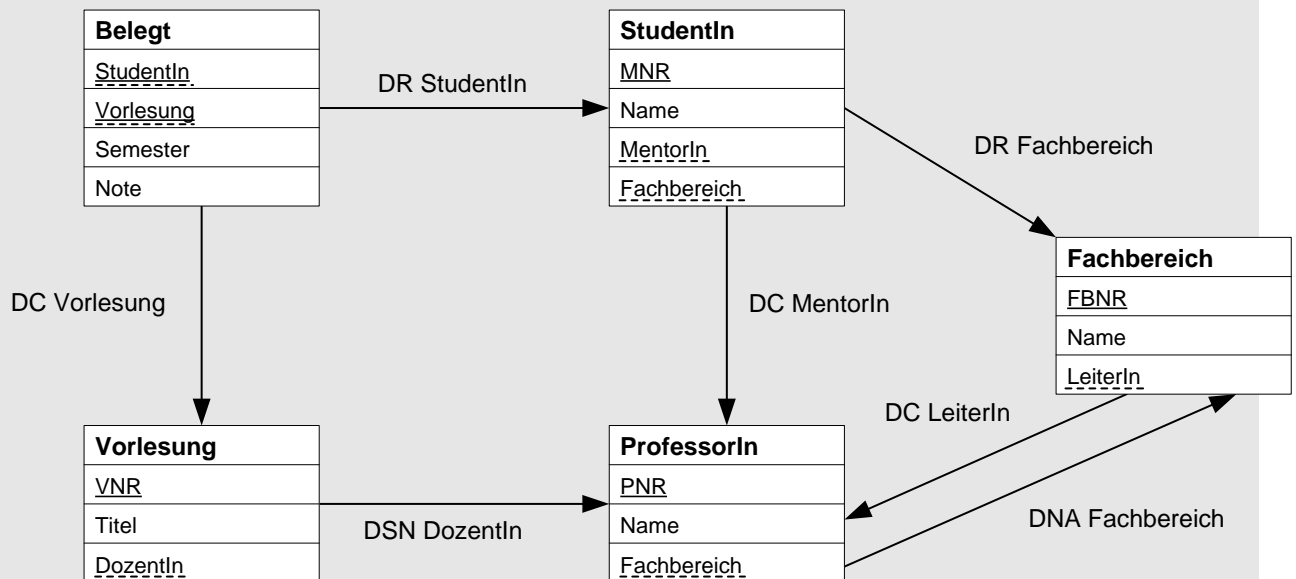 Belegt
StudentIn
Vorlesung
Semester
Note
DR StudentIn
StudentIn
MNR
Name
MentorIn
Fachbereich
DR Fachbereich
Fachbereich
FBNR
Name
LeiterIn
DC Vorlesung
DC MentorIn
DC LeiterIn
Vorlesung
VNR
Titel
DozentIn
DSN DozentIn
ProfessorIn
PNR
Name
Fachbereich
DNA Fachbereich